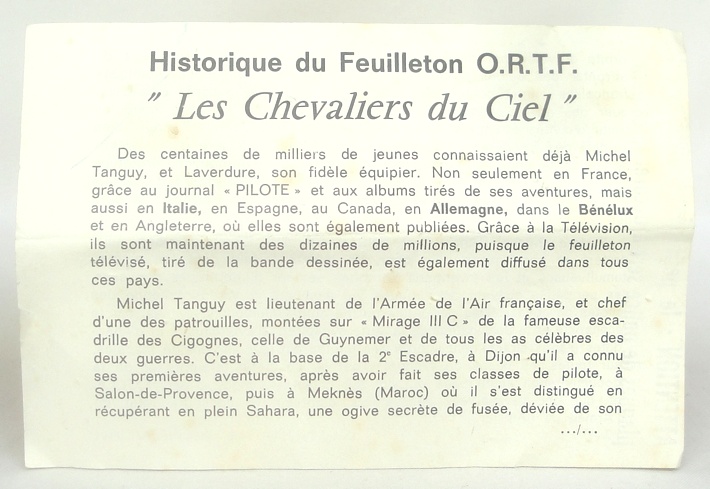 Historique du Feuilleton O.R.T.F.
" Les Chevaliers du Ciel "
Des centaines de milliers de jeunes connaissaient déjà Michel
Tanguy, et Laverdure, son fidèle équipier. Non seulement en France,
grâce au journal « PILOTE » et aux albums tirés de ses aventures, mais
aussi en Italie, en Espagne, au Canada, en Allemagne, dans le Bénélux
et en Angleterre, où elles sont également publiées. Grâce à la Télévision,
ils sont maintenant des dizaines de millions, puisque le feuilleton
télévisé, tiré de la bande dessinée, est également diffusé dans tous
ces pays.
Michel Tanguy est lieutenant de l'Armée de l'Air française, et chef
d'une des patrouilles, montées sur « Mirage III C » de la fameuse esca-
drille des Cigognes, celle de Guynemer et de tous les as célèbres des
deux guerres. C'est à la base de la 2e Escadre, à Dijon qu'il a connu
ses premières aventures, après avoir fait ses classes de pilote, à
Salon-de-Provence, puis à Meknès (Maroc) où il s'est distingué en
récupérant en plein Sahara, une ogive secrète de fusée, déviée de son
.../...